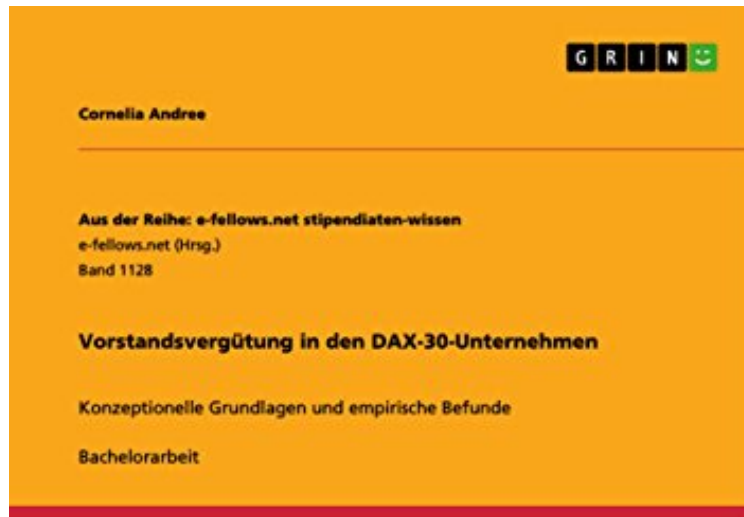 GRIN
Cornelia Andree
Aus der Reihe: e-fellows.net stipendiaten-wissen
e-fellows.net (Hrsg.)
Band 1128
Vorstandsvergütung in den DAX-30-Unternehmen
Konzeptionelle Grundlagen und empirische Befunde
Bachelorarbeit